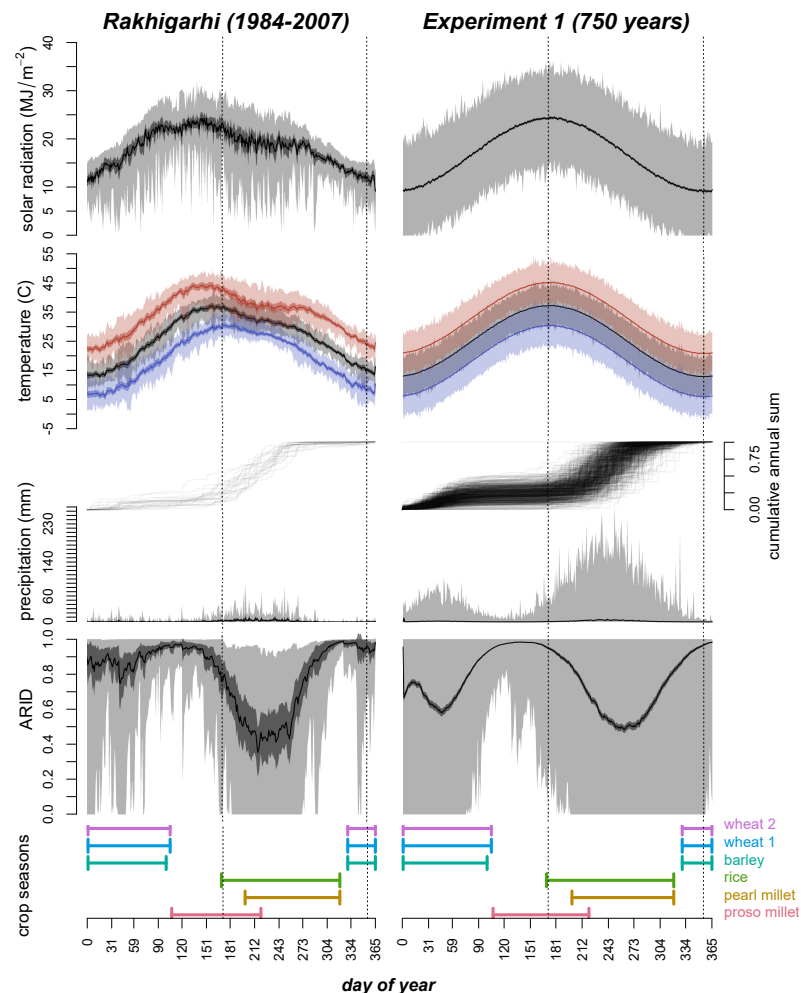 Rakhigarhi (1984-2007)
Experiment 1 (750 years)
solar radiation (MJ/m−2)
0 5 10 20 30 40
temperature (C)
-5 5 15 25 35 45 55
precipitation (mm)
0 60 140 230
cumulative annual sum
0.00 0.75
ARID
0.0 0.2 0.4 0.6 0.8 1.0
crop seasons
wheat 2
wheat 1
barley
rice
pearl millet
proso millet
0 31 59 90 120 151 181 212 243 273 304 334 365
0 31 59 90 120 151 181 212 243 273 304 334 365
day of year